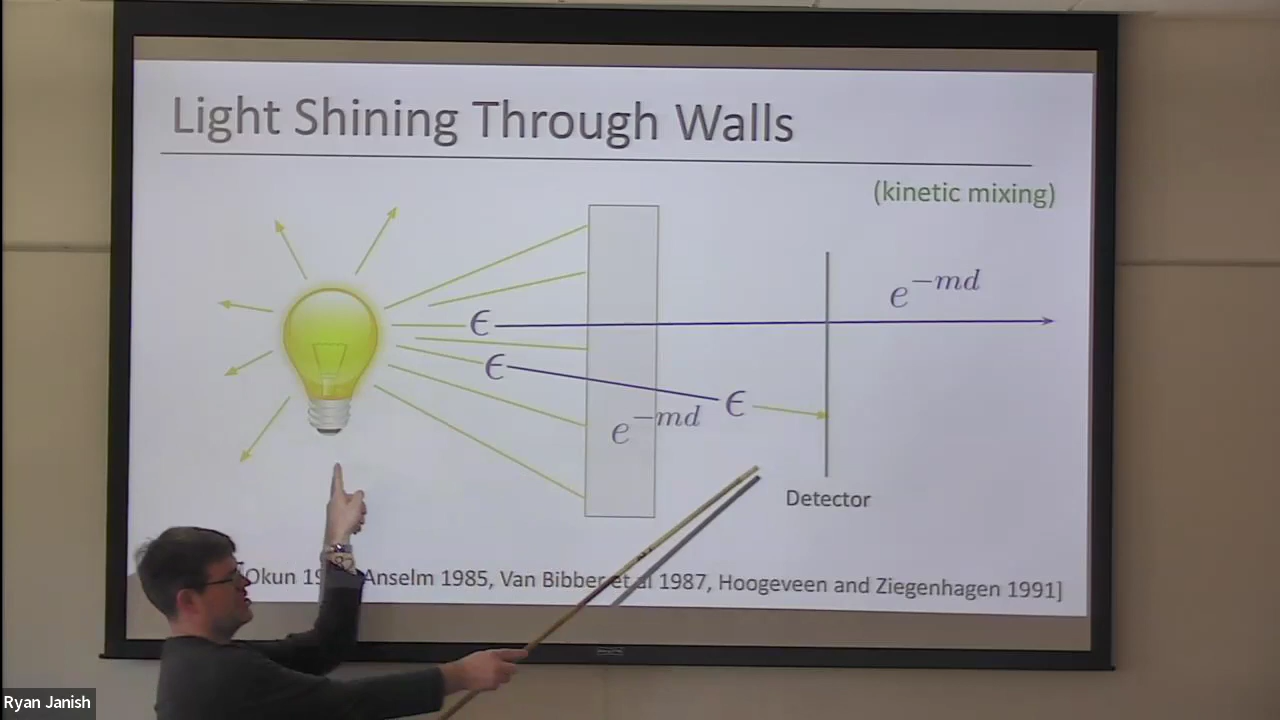 Light Shining Through Walls
(kinetic mixing)
ϵ
e^{-md}
ϵ
ϵ
e^{-md}
Detector
Okun Anselm 1985, Van Bibber et al 1987, Hoogeveen and Ziegenhagen 1991]
Ryan Janish